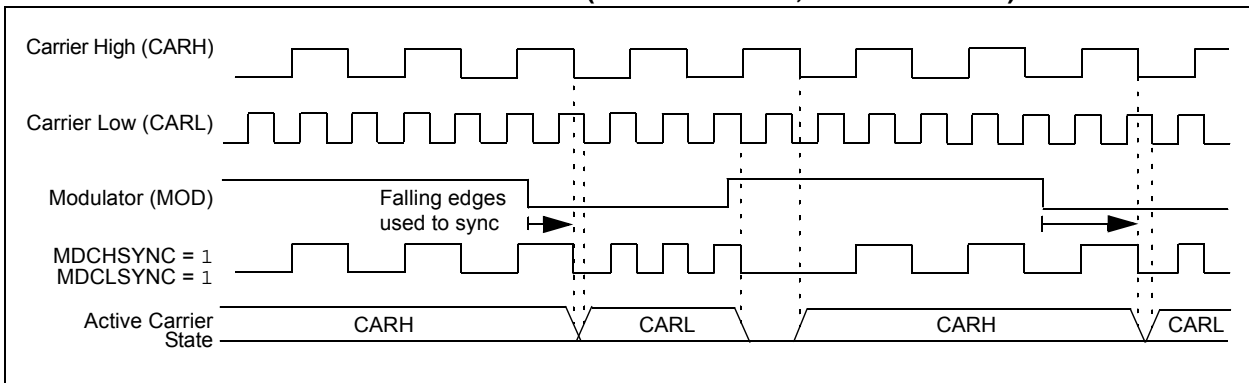 Carrier High (CARH)
Carrier Low (CARL)
Modulator (MOD)
Falling edges
used to sync
MDCHSYNC = 1
MDCLSYNC = 1
Active Carrier
State
CARH
CARL
CARH
CARL